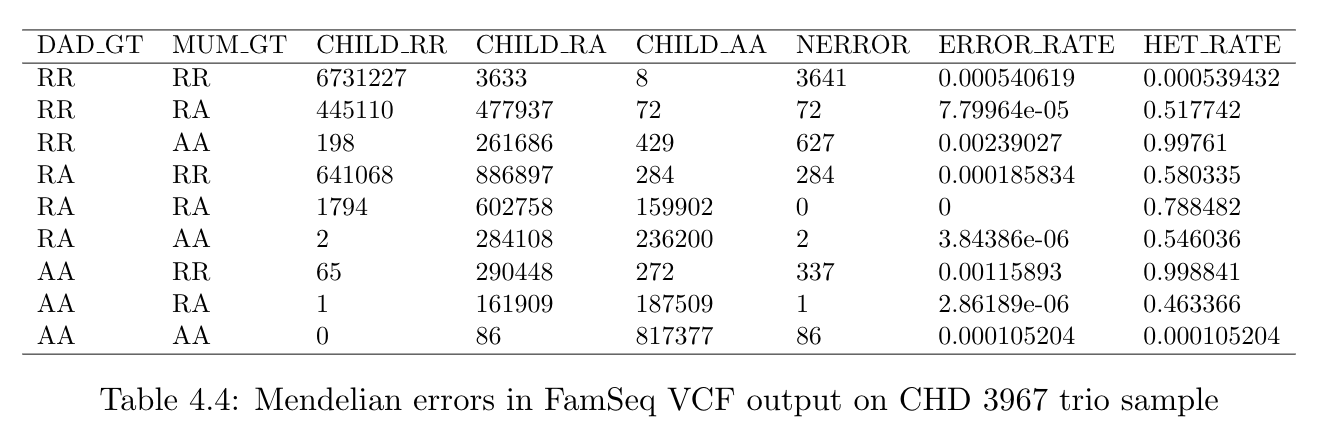 DAD_GT MUM_GT CHILD_RR CHILD_RA CHILD_AA NERROR ERROR_RATE HET_RATE
RR RR 6731227 3633 8 3641 0.000540619 0.000539432
RR RA 445110 477937 72 72 7.79964e-05 0.517742
RR AA 198 261686 429 627 0.00239027 0.99761
RA RR 641068 886897 284 284 0.000185834 0.580335
RA RA 1794 602758 159902 0 0 0.788482
RA AA 2 284108 236200 2 3.84386e-06 0.546036
AA RR 65 290448 272 337 0.00115893 0.998841
AA RA 1 161909 187509 1 2.86189e-06 0.463366
AA AA 0 86 817377 86 0.000105204 0.000105204
Table 4.4: Mendelian errors in FamSeq VCF output on CHD 3967 trio sample